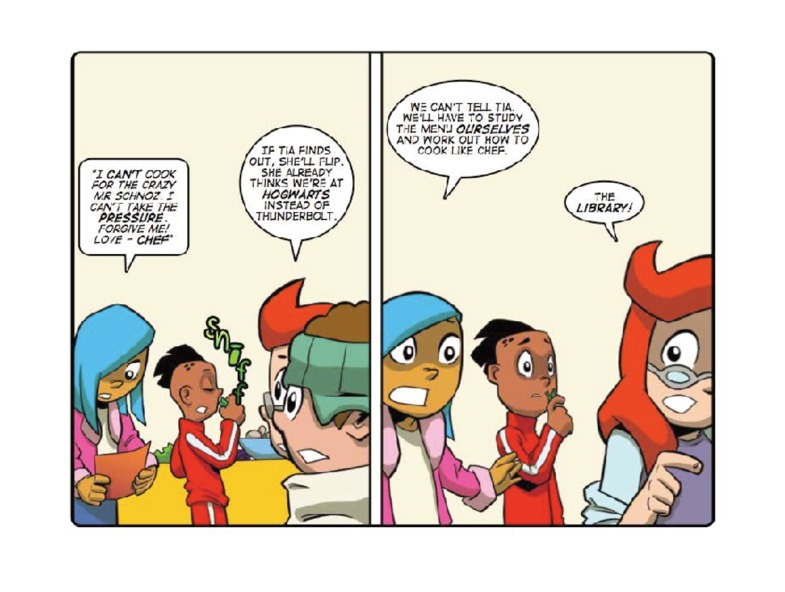 "I CAN'T COOK
FOR THE CRAZY
MR SCHNOZ. I
CAN'T TAKE THE
PRESSURE.
FORGIVE ME!
LOVE - CHEF"
IF TIA FINDS
OUT, SHE'LL FLIP.
SHE ALREADY
THINKS WE'RE AT
HOGWARTS
INSTEAD OF
THUNDERBOLT.
SNIFF
WE CAN'T TELL TIA.
WE'LL HAVE TO STUDY
THE MENU OURSELVES
AND WORK OUT HOW TO
COOK LIKE CHEF.
THE
LIBRARY!